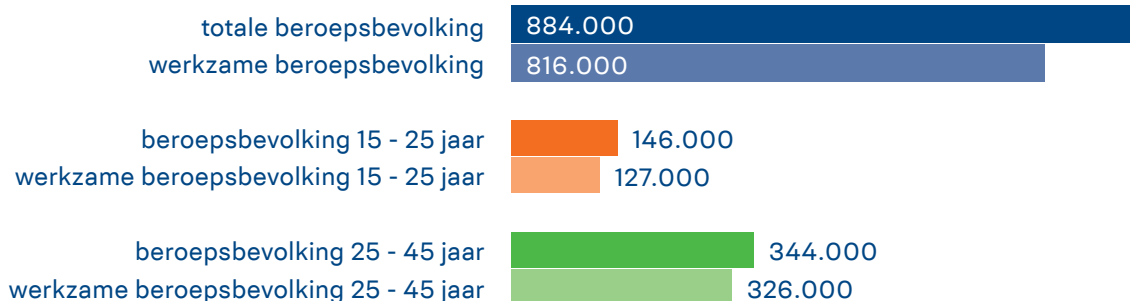 totale beroepsbevolking 884.000
werkzame beroepsbevolking 816.000
beroepsbevolking 15 - 25 jaar 146.000
werkzame beroepsbevolking 15 - 25 jaar 127.000
beroepsbevolking 25 - 45 jaar 344.000
werkzame beroepsbevolking 25 - 45 jaar 326.000